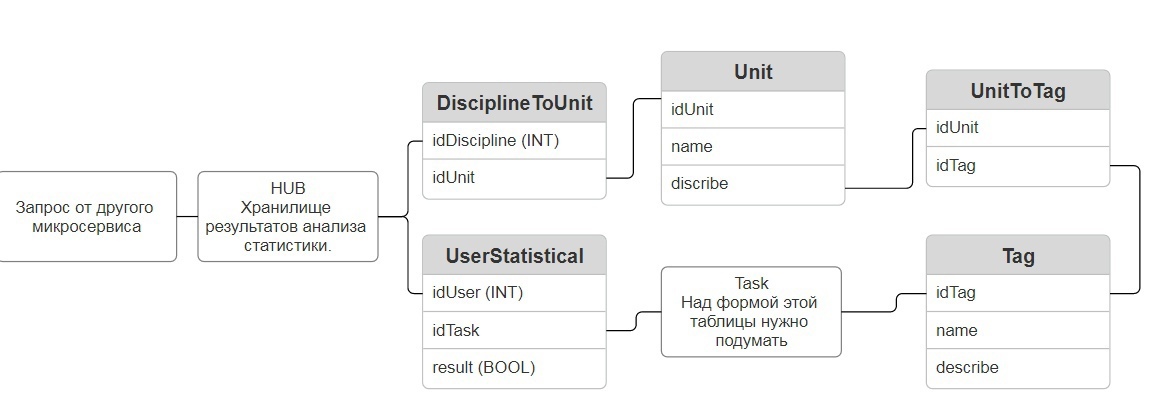 Запрос от другого
микросервиса
HUB
Хранилище
результатов анализа
статистики.
DisciplineToUnit
idDiscipline (INT)
idUnit
UserStatistical
idUser (INT)
idTask
result (BOOL)
Unit
idUnit
name
discribe
Task
Над формой этой
таблицы нужно
подумать
UnitToTag
idUnit
idTag
Tag
idTag
name
describe